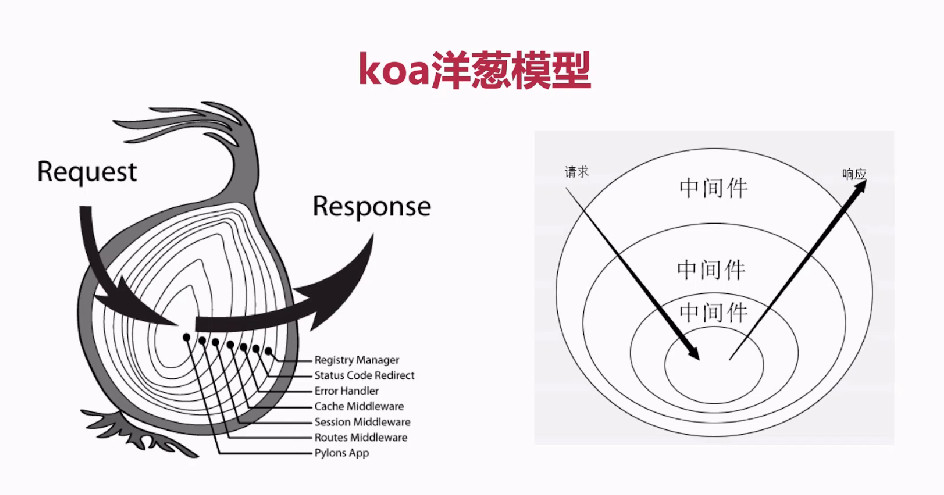 koa洋葱模型
Request
Response
Registry Manager
Status Code Redirect
Error Handler
Cache Middleware
Session Middleware
Routes Middleware
Pylons App
请求
响应
中间件
中间件
中间件